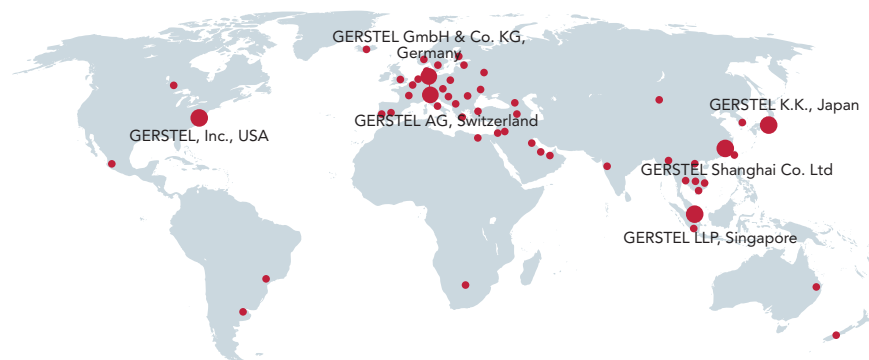 GERSTEL GmbH & Co. KG,
Germany
GERSTEL K.K., Japan
GERSTEL AG, Switzerland
GERSTEL, Inc., USA
GERSTEL Shanghai Co. Ltd
GERSTEL LLP, Singapore